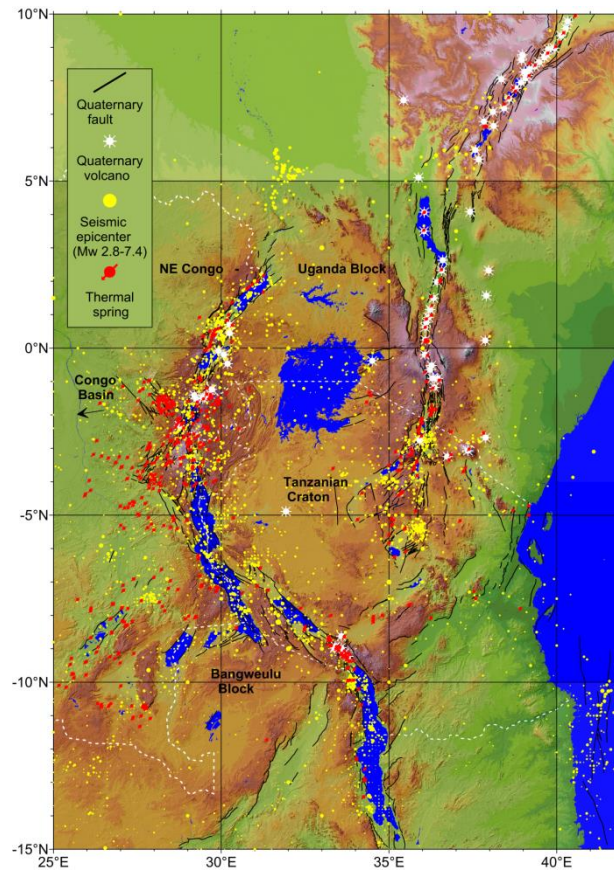 10°N
Quaternary
fault
Quaternary
volcano
5°N
Seismic
epicenter
(Mw 2.8-7.4)
Thermal
spring
NE Congo
Uganda Block
0°N
Congo
Basin
Tanzanian
Craton
-5°N
Bangweulu
Block
-10°N
-15°N
25°E
30°E
35°E
40°E